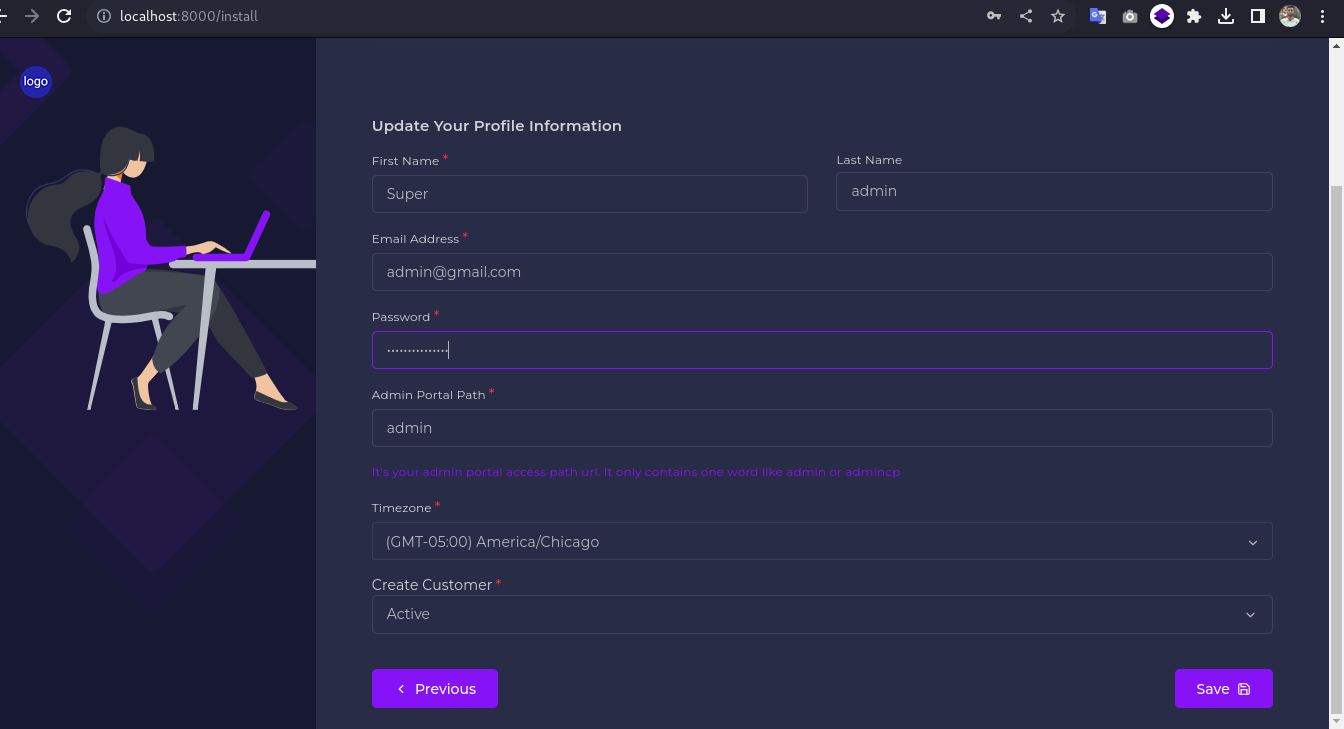 localhost:8000/install
logo
Update Your Profile Information
First Name *
Last Name
Super
admin
Email Address *
admin@gmail.com
Password *
•••••••••••••••
Admin Portal Path *
admin
It's your admin portal access path url. It only contains one word like admin or admincp
Timezone *
(GMT-05:00) America/Chicago
Create Customer *
Active
Previous
Save